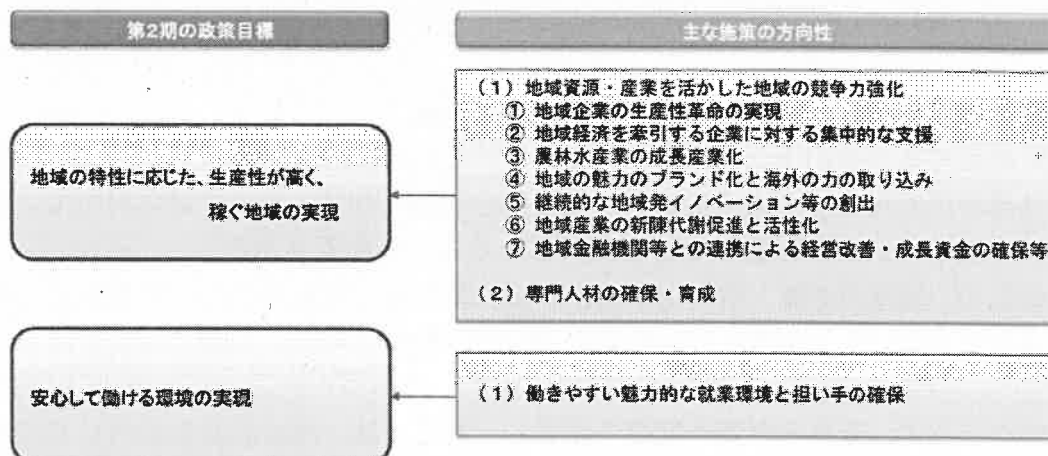 第2期の政策目標
主な施策の方向性
地域の特性に応じた、生産性が高く、
稼ぐ地域の実現
(1)地域資源・産業を活かした地域の競争力強化
① 地域企業の生産性革命の実現
② 地域経済を牽引する企業に対する集中的な支援
③ 農林水産業の成長産業化
④ 地域の魅力のブランド化と海外の力の取り込み
⑤ 継続的な地域発イノベーション等の創出
⑥ 地域産業の新陳代謝促進と活性化
⑦ 地域金融機関等との連携による経営改善・成長資金の確保等
(2)専門人材の確保・育成
安心して働ける環境の実現
(1)働きやすい魅力的な就業環境と担い手の確保